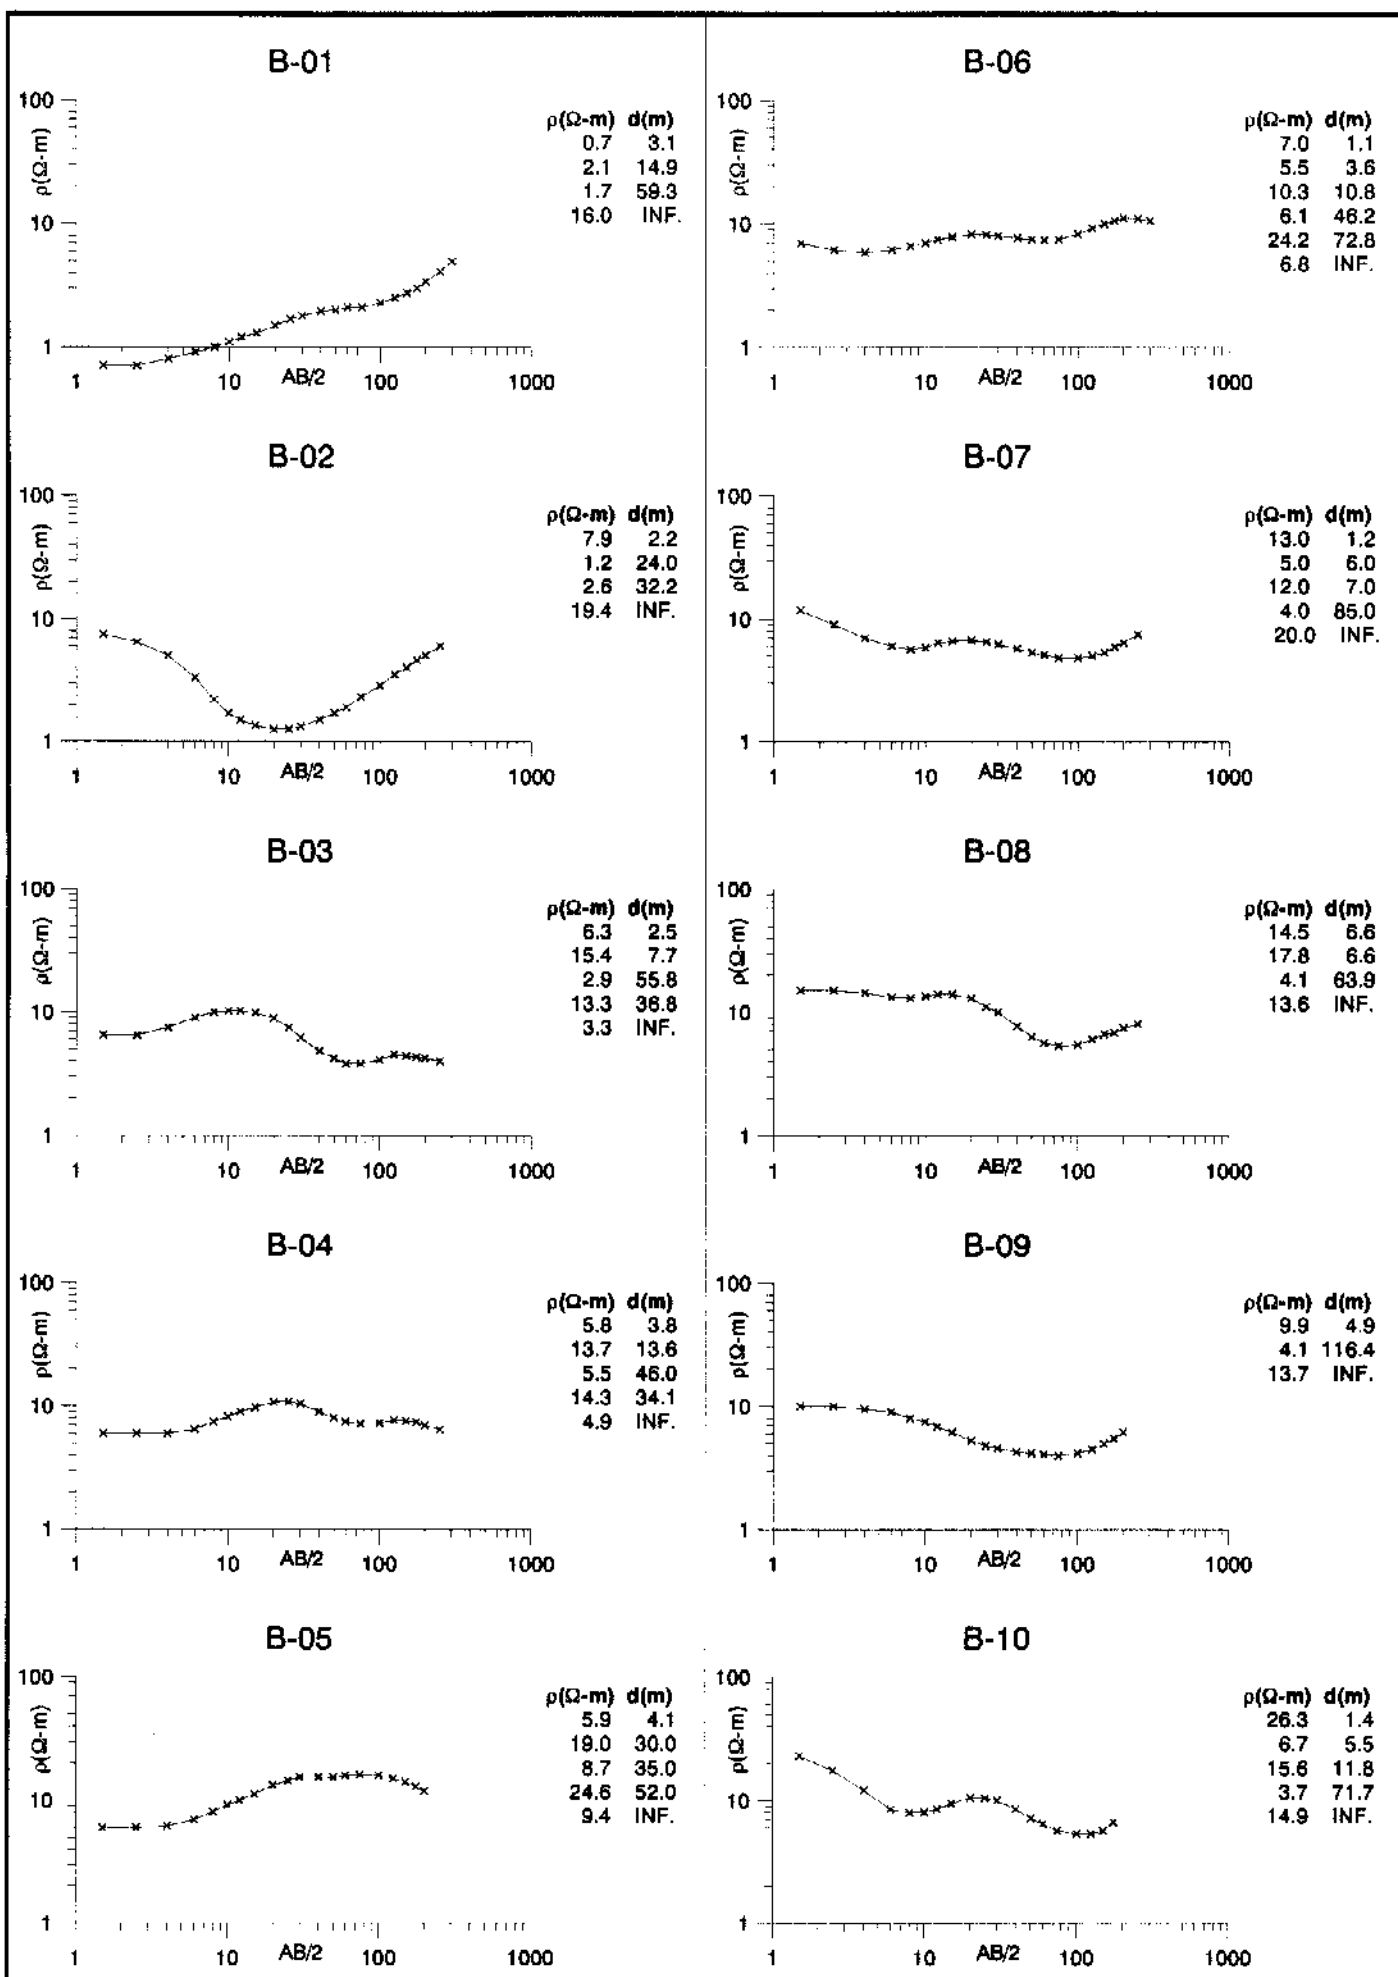 B-01
100
ρ(Ω-m) d(m)
0.7 3.1
2.1 14.9
1.7 59.3
16.0 INF.
ρ(Ω-m)
10
1
1 10 AB/2 100 1000
B-02
100
ρ(Ω-m) d(m)
7.9 2.2
1.2 24.0
2.6 32.2
19.4 INF.
ρ(Ω-m)
10
1
1 10 AB/2 100 1000
B-03
100
ρ(Ω-m) d(m)
6.3 2.5
15.4 7.7
2.9 55.8
13.3 36.8
3.3 INF.
ρ(Ω-m)
10
1
1 10 AB/2 100 1000
B-04
100
ρ(Ω-m) d(m)
5.8 3.8
13.7 13.6
5.5 46.0
14.3 34.1
4.9 INF.
ρ(Ω-m)
10
1
1 10 AB/2 100 1000
B-05
100
ρ(Ω-m) d(m)
5.9 4.1
19.0 30.0
8.7 35.0
24.6 52.0
9.4 INF.
ρ(Ω-m)
10
1
1 10 AB/2 100 1000
B-06
100
ρ(Ω-m) d(m)
7.0 1.1
5.5 3.6
10.3 10.8
6.1 46.2
24.2 72.8
6.8 INF.
ρ(Ω-m)
10
1
1 10 AB/2 100 1000
B-07
100
ρ(Ω-m) d(m)
13.0 1.2
5.0 6.0
12.0 7.0
4.0 85.0
20.0 INF.
ρ(Ω-m)
10
1
1 10 AB/2 100 1000
B-08
100
ρ(Ω-m) d(m)
14.5 6.6
17.8 6.6
4.1 63.9
13.6 INF.
ρ(Ω-m)
10
1
1 10 AB/2 100 1000
B-09
100
ρ(Ω-m) d(m)
9.9 4.9
4.1 116.4
13.7 INF.
ρ(Ω-m)
10
1
1 10 AB/2 100 1000
B-10
100
ρ(Ω-m) d(m)
26.3 1.4
6.7 5.5
15.6 11.8
3.7 71.7
14.9 INF.
ρ(Ω-m)
10
1
1 10 AB/2 100 1000